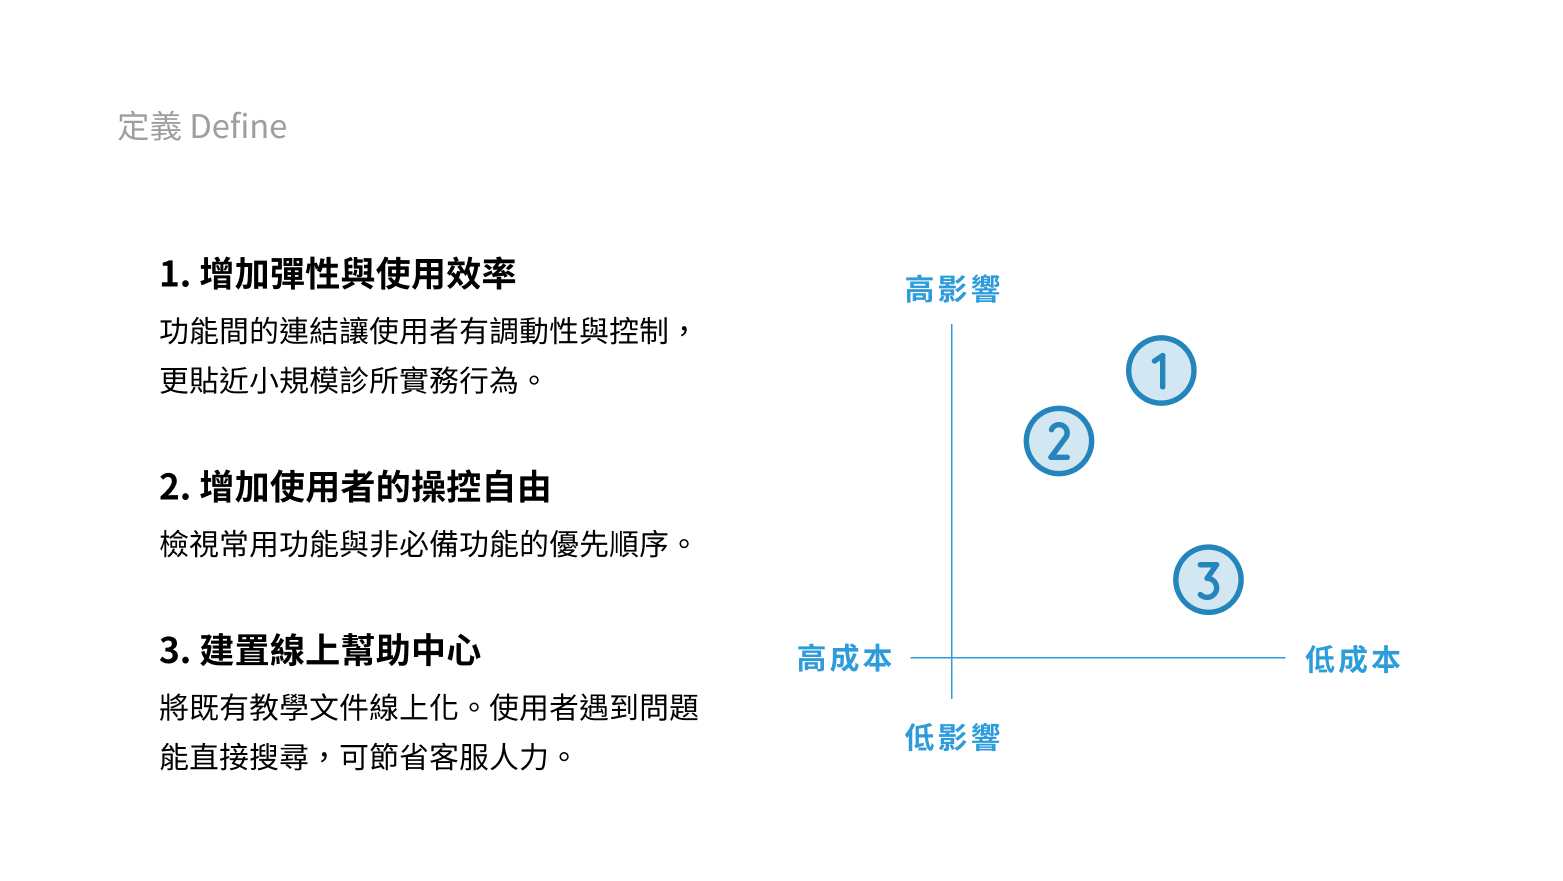 定義 Define
1. 增加彈性與使用效率
功能間的連結讓使用者有調動性與控制，
更貼近小規模診所實務行為。
2. 增加使用者的操控自由
檢視常用功能與非必備功能的優先順序。
3. 建置線上幫助中心
將既有教學文件線上化。使用者遇到問題
能直接搜尋，可節省客服人力。
高影響
1
2
3
高成本
低成本
低影響